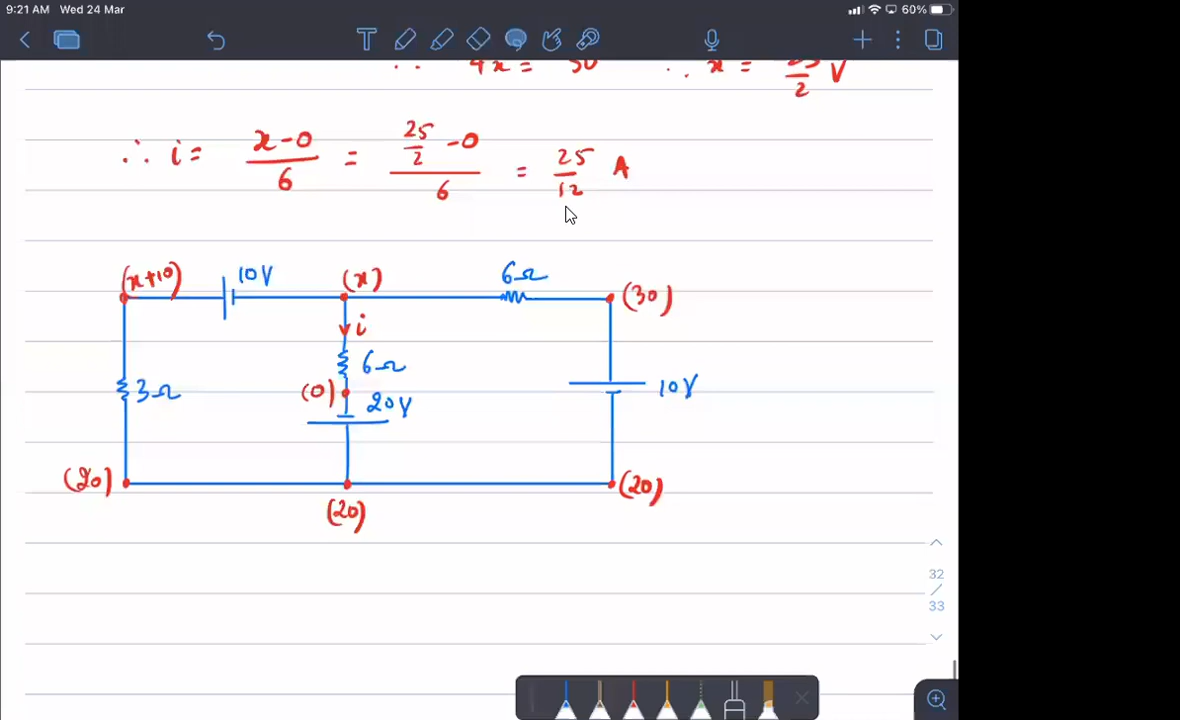 9:21 AM Wed 24 Mar 60%
T
∴ 4x = 50 ∴ x = 25/2 V
∴ i = (x-0)/6 = (25/2 -0)/6 = 25/12 A
(x+10) 10V (x) 6Ω (30)
i
6Ω
3Ω (0) 20V 10V
(20) (20) (20)
32
/
33